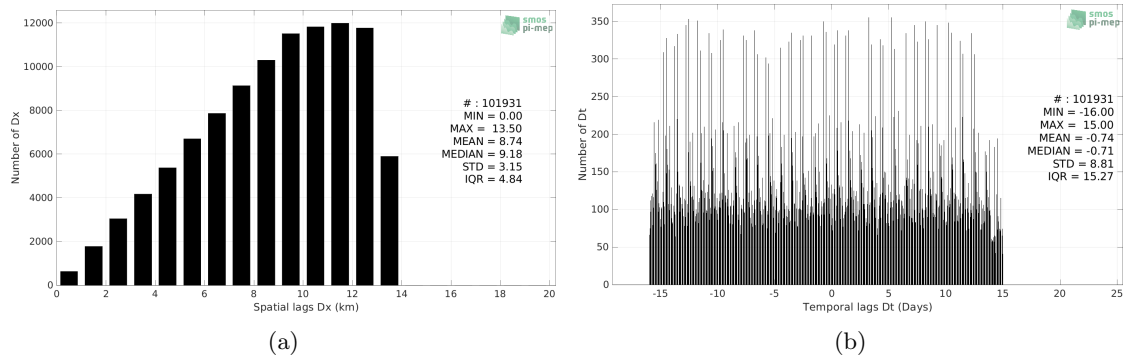 smos
pi-mep
12000
10000
8000
6000
4000
2000
0
Number of Dx
# : 101931
MIN = 0.00
MAX = 13.50
MEAN = 8.74
MEDIAN = 9.18
STD = 3.15
IQR = 4.84
0 2 4 6 8 10 12 14 16 18 20
Spatial lags Dx (km)
(a)
smos
pi-mep
350
300
250
200
150
100
50
0
Number of Dt
# : 101931
MIN = -16.00
MAX = 15.00
MEAN = -0.74
MEDIAN = -0.71
STD = 8.81
IQR = 15.27
-15 -10 -5 0 5 10 15 20 25
Temporal lags Dt (Days)
(b)